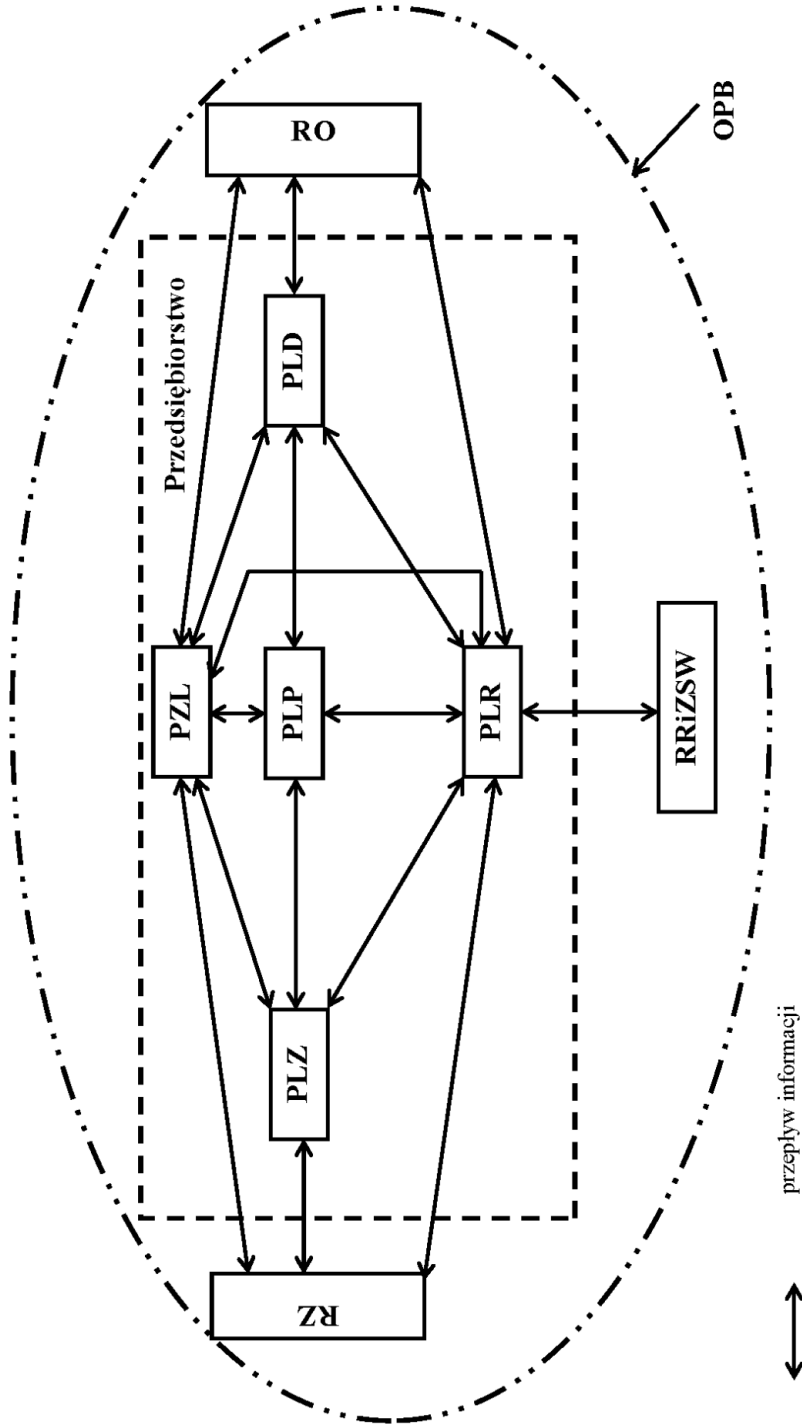 OPB
RO
Przedsiębiorstwo
PLD
PZL
PLP
PLR
RRiZSW
PLZ
RZ
przepływ informacji